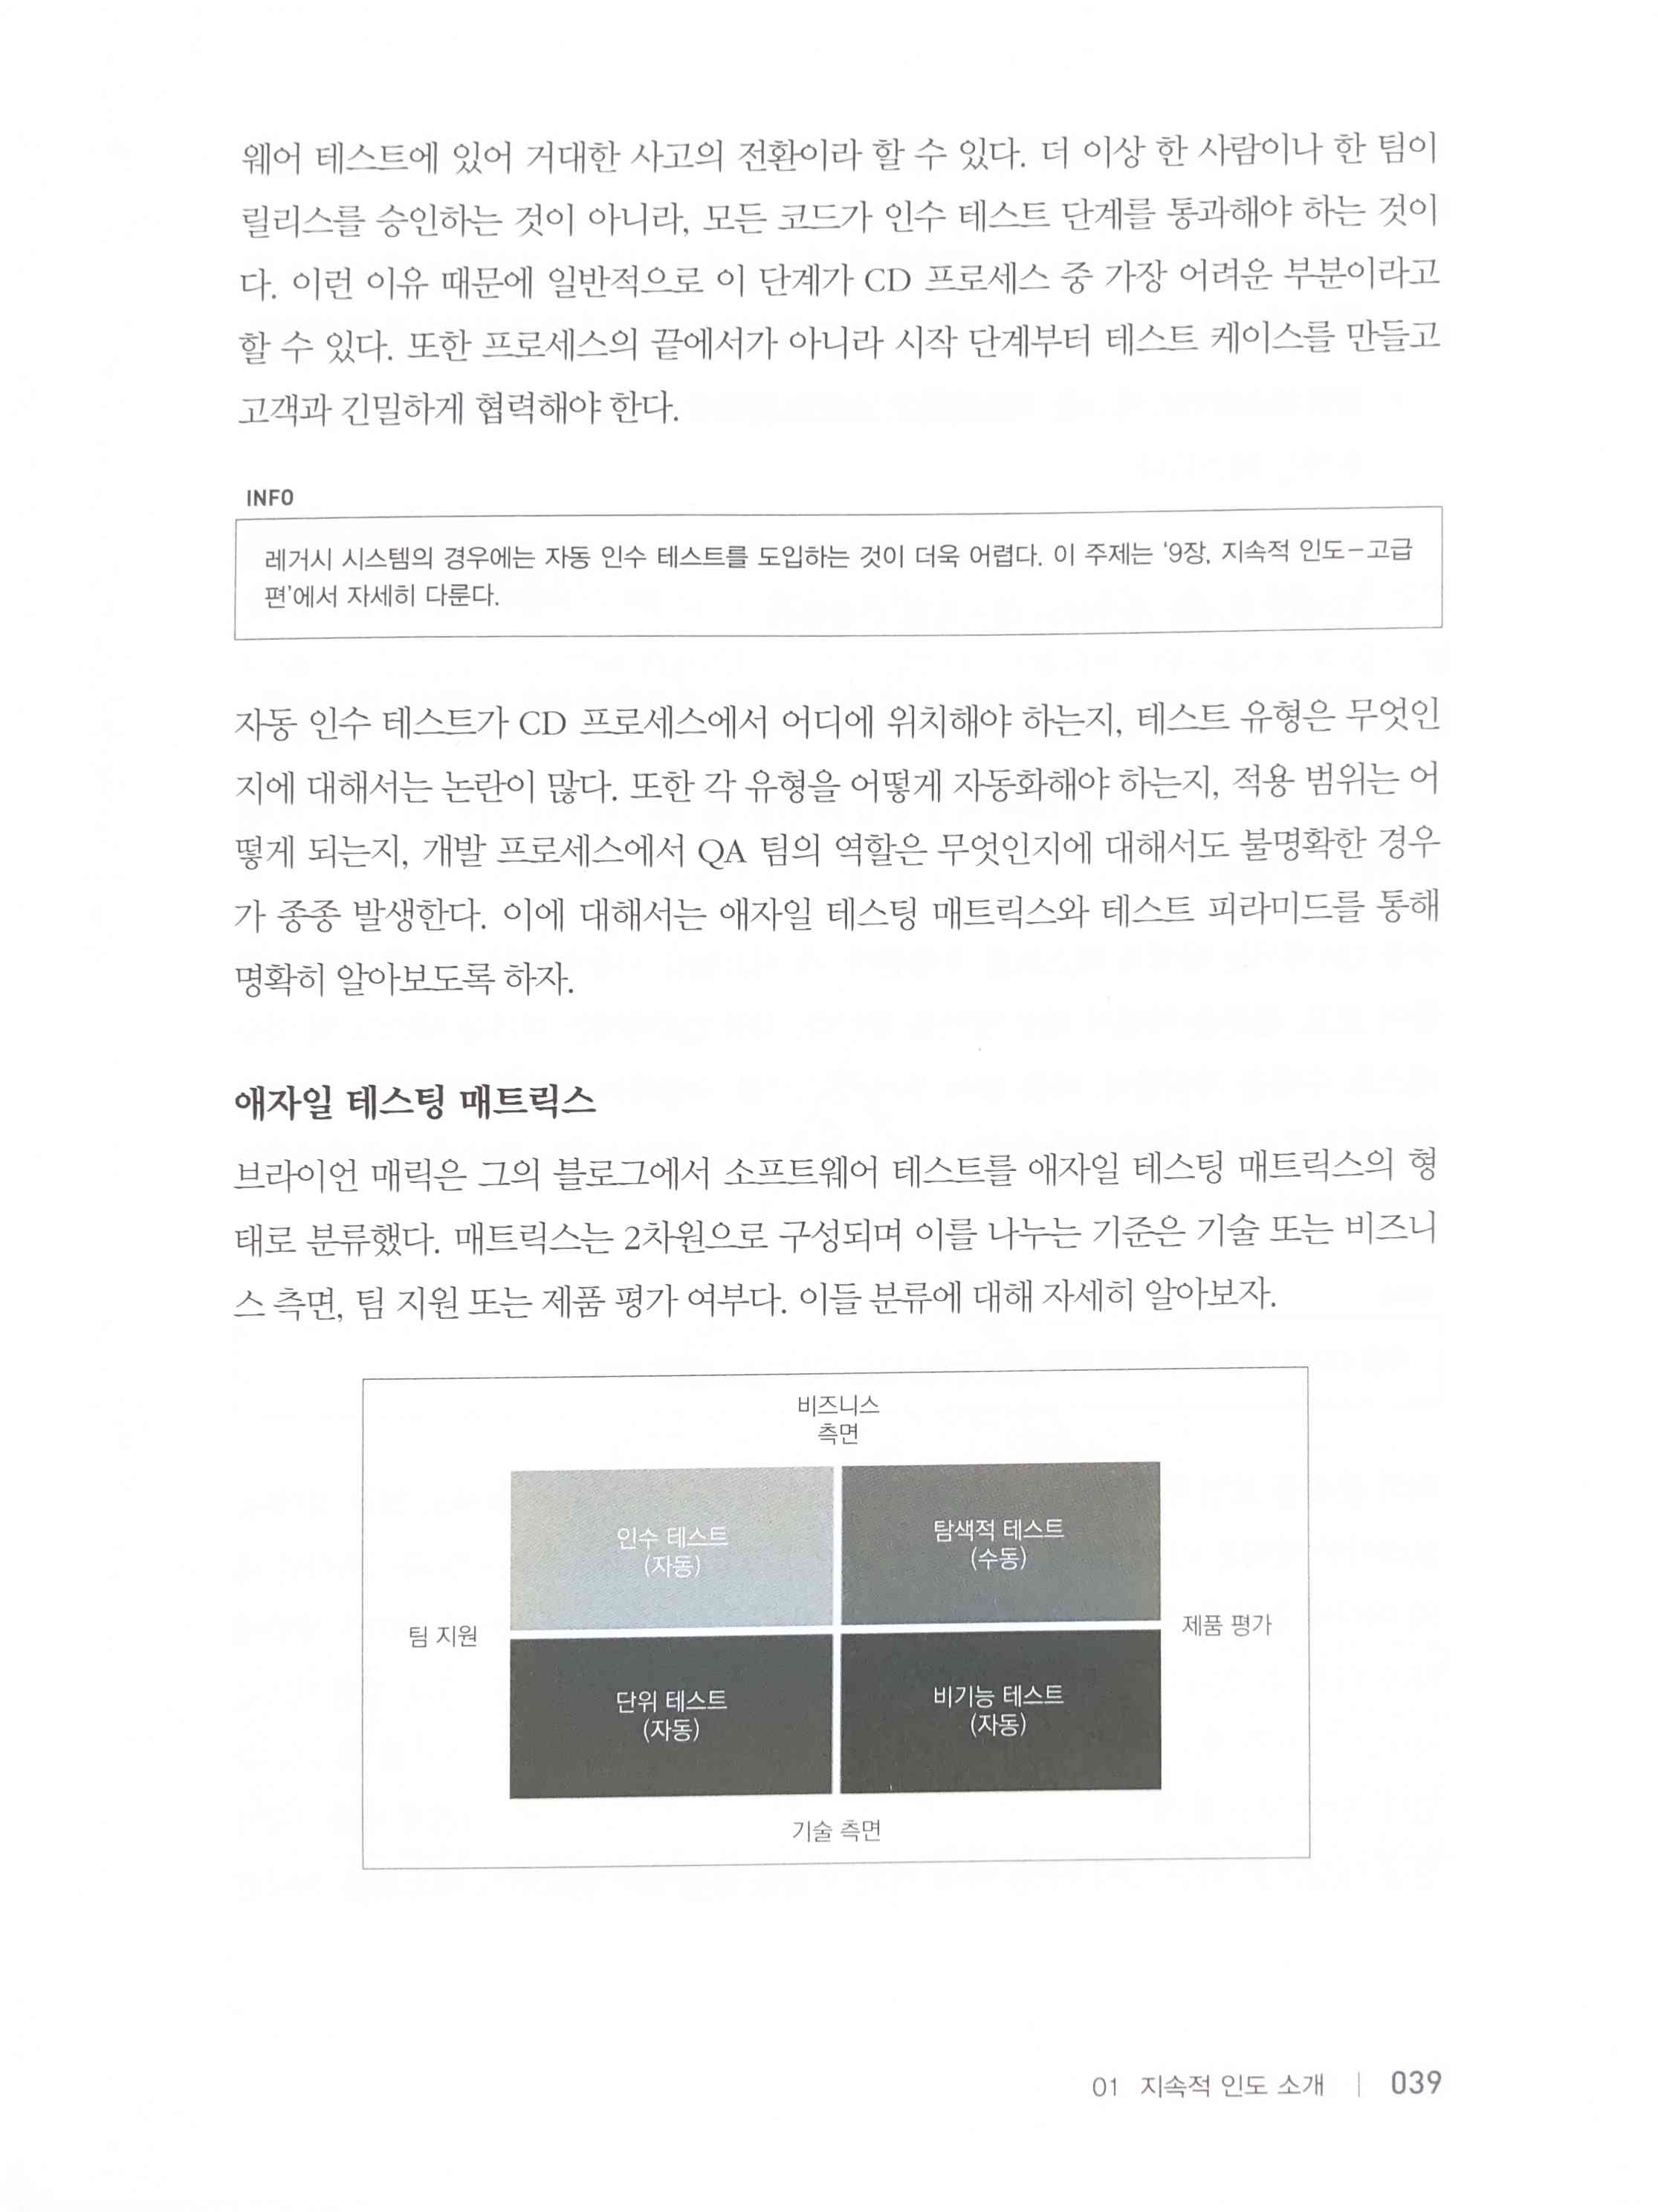 웨어 테스트에 있어 거대한 사고의 전환이라 할 수 있다. 더 이상 한 사람이나 한 팀이
릴리스를 승인하는 것이 아니라, 모든 코드가 인수 테스트 단계를 통과해야 하는 것이
다. 이런 이유 때문에 일반적으로 이 단계가 CD 프로세스 중 가장 어려운 부분이라고
할 수 있다. 또한 프로세스의 끝에서가 아니라 시작 단계부터 테스트 케이스를 만들고
고객과 긴밀하게 협력해야 한다.
INFO
레거시 시스템의 경우에는 자동 인수 테스트를 도입하는 것이 더욱 어렵다. 이 주제는 '9장, 지속적 인도-고급
편'에서 자세히 다룬다.
자동 인수 테스트가 CD 프로세스에서 어디에 위치해야 하는지, 테스트 유형은 무엇인
지에 대해서는 논란이 많다. 또한 각 유형을 어떻게 자동화해야 하는지, 적용 범위는 어
떻게 되는지, 개발 프로세스에서 QA 팀의 역할은 무엇인지에 대해서도 불명확한 경우
가 종종 발생한다. 이에 대해서는 애자일 테스팅 매트릭스와 테스트 피라미드를 통해
명확히 알아보도록 하자.
애자일 테스팅 매트릭스
브라이언 매릭은 그의 블로그에서 소프트웨어 테스트를 애자일 테스팅 매트릭스의 형
태로 분류했다. 매트릭스는 2차원으로 구성되며 이를 나누는 기준은 기술 또는 비즈니
스 측면, 팀 지원 또는 제품 평가 여부다. 이들 분류에 대해 자세히 알아보자.
비즈니스
측면
인수 테스트
(자동)
탐색적 테스트
(수동)
팀 지원
제품 평가
단위 테스트
(자동)
비기능 테스트
(자동)
기술 측면
01 지속적 인도 소개 | 039